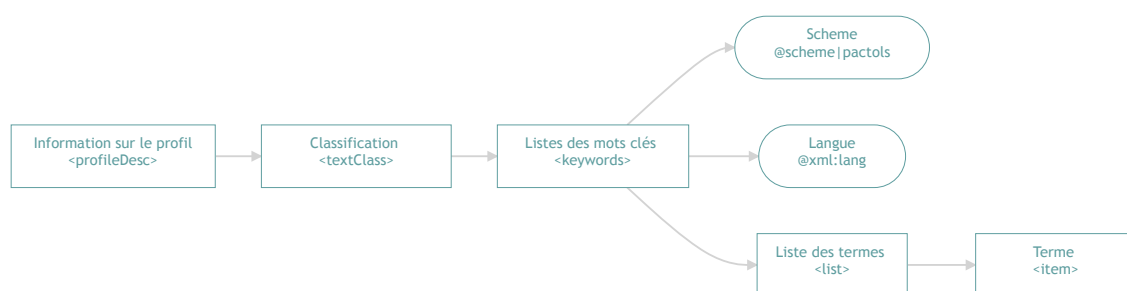 Scheme
@scheme|pactols
Information sur le profil
<profileDesc>
Classification
<textClass>
Listes des mots clés
<keywords>
Langue
@xml:lang
Liste des termes
<list>
Terme
<item>